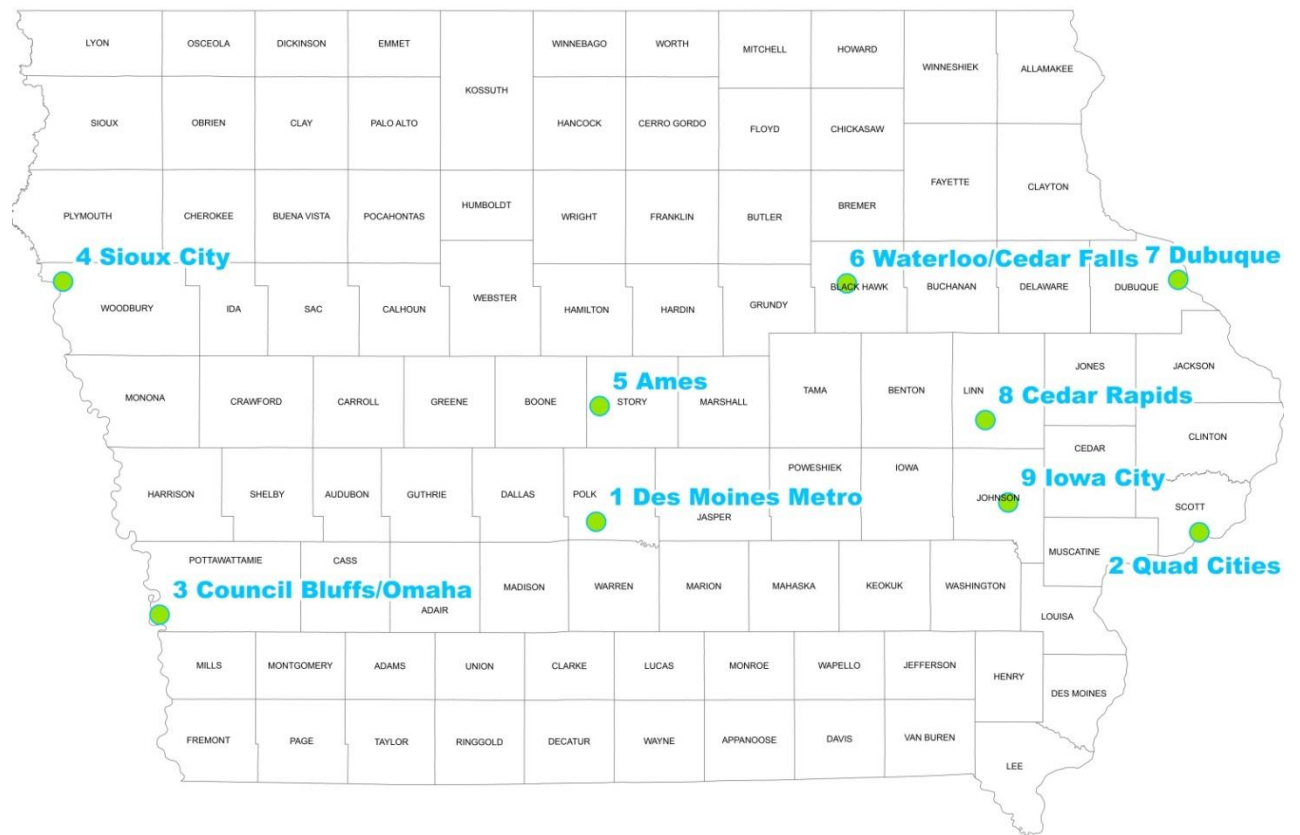 LYON
OSCEOLA
DICKINSON
EMMET
WINNEBAGO
WORTH
MITCHELL
HOWARD
WINNESHIEK
ALLAMAKEE
KOSSUTH
SIOUX
OBRIEN
CLAY
PALO ALTO
HANCOCK
CERRO GORDO
FLOYD
CHICKASAW
FAYETTE
CLAYTON
PLYMOUTH
CHEROKEE
BUENA VISTA
POCAHONTAS
HUMBOLDT
WRIGHT
FRANKLIN
BUTLER
BREMER
4 Sioux City
6 Waterloo/Cedar Falls
7 Dubuque
WOODBURY
IDA
SAC
CALHOUN
WEBSTER
HAMILTON
HARDIN
GRUNDY
BLACK HAWK
BUCHANAN
DELAWARE
DUBUQUE
5 Ames
MONONA
CRAWFORD
CARROLL
GREENE
BOONE
STORY
MARSHALL
TAMA
BENTON
LINN
JONES
JACKSON
8 Cedar Rapids
CEDAR
CLINTON
HARRISON
SHELBY
AUDUBON
GUTHRIE
DALLAS
POLK
1 Des Moines Metro
JASPER
POWESHIEK
IOWA
9 Iowa City
JOHNSON
SCOTT
MUSCATINE
2 Quad Cities
POTTAWATTAMIE
CASS
3 Council Bluffs/Omaha
ADAIR
MADISON
WARREN
MARION
MAHASKA
KEOKUK
WASHINGTON
LOUISA
MILLS
MONTGOMERY
ADAMS
UNION
CLARKE
LUCAS
MONROE
WAPELLO
JEFFERSON
HENRY
DES MOINES
FREMONT
PAGE
TAYLOR
RINGGOLD
DECATUR
WAYNE
APPANOOSE
DAVIS
VAN BUREN
LEE